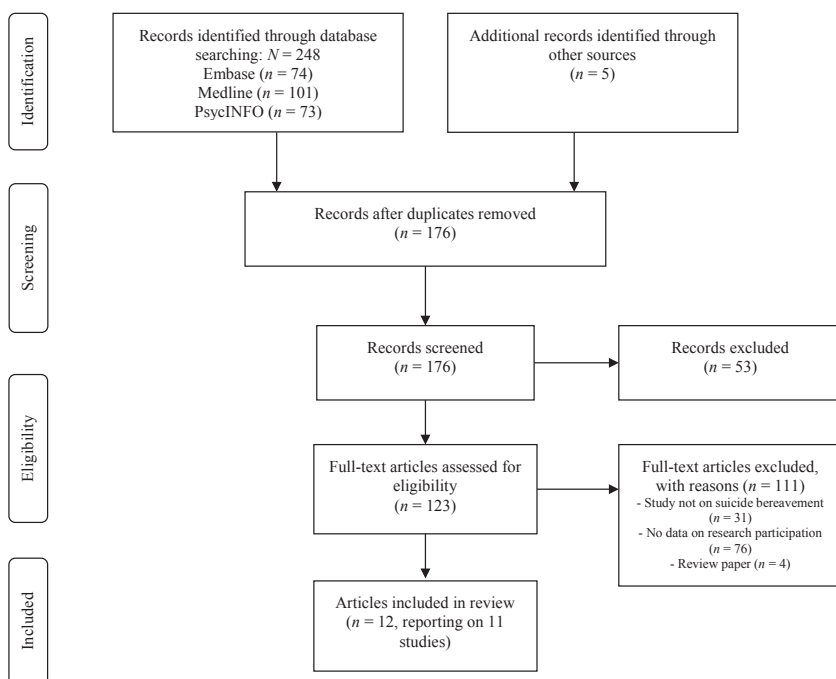 Identification
Records identified through database
searching: N = 248
Embase (n = 74)
Medline (n = 101)
PsycINFO (n = 73)
Additional records identified through
other sources
(n = 5)
Screening
Records after duplicates removed
(n = 176)
Records screened
(n = 176)
Records excluded
(n = 53)
Eligibility
Full-text articles assessed for
eligibility
(n = 123)
Full-text articles excluded,
with reasons (n = 111)
- Study not on suicide bereavement
(n = 31)
- No data on research participation
(n = 76)
- Review paper (n = 4)
Included
Articles included in review
(n = 12, reporting on 11
studies)